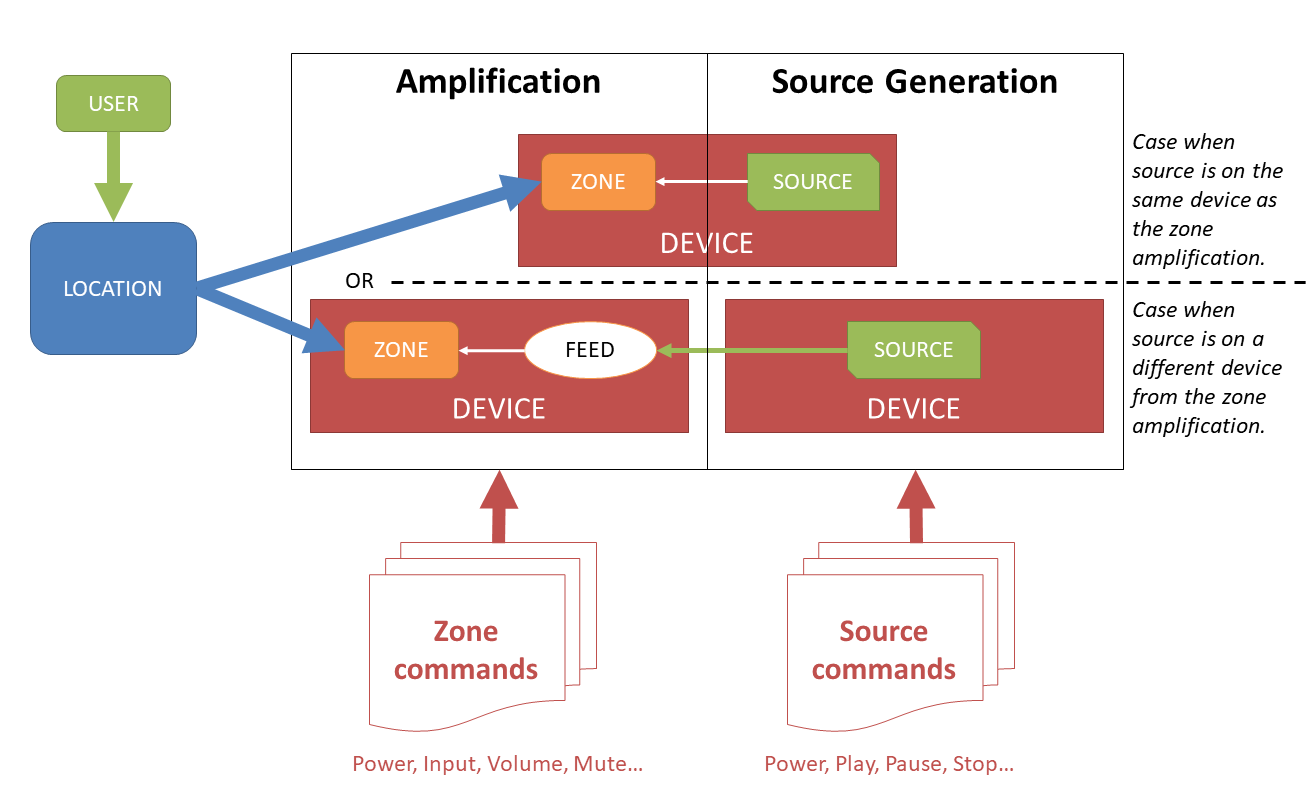 Amplification
Source Generation
USER
LOCATION
ZONE
SOURCE
DEVICE
Case when
source is on the
same device as
the zone
amplification.
OR
ZONE
FEED
SOURCE
DEVICE
DEVICE
Case when
source is on a
different device
from the zone
amplification.
Zone
commands
Source
commands
Power, Input, Volume, Mute...
Power, Play, Pause, Stop...